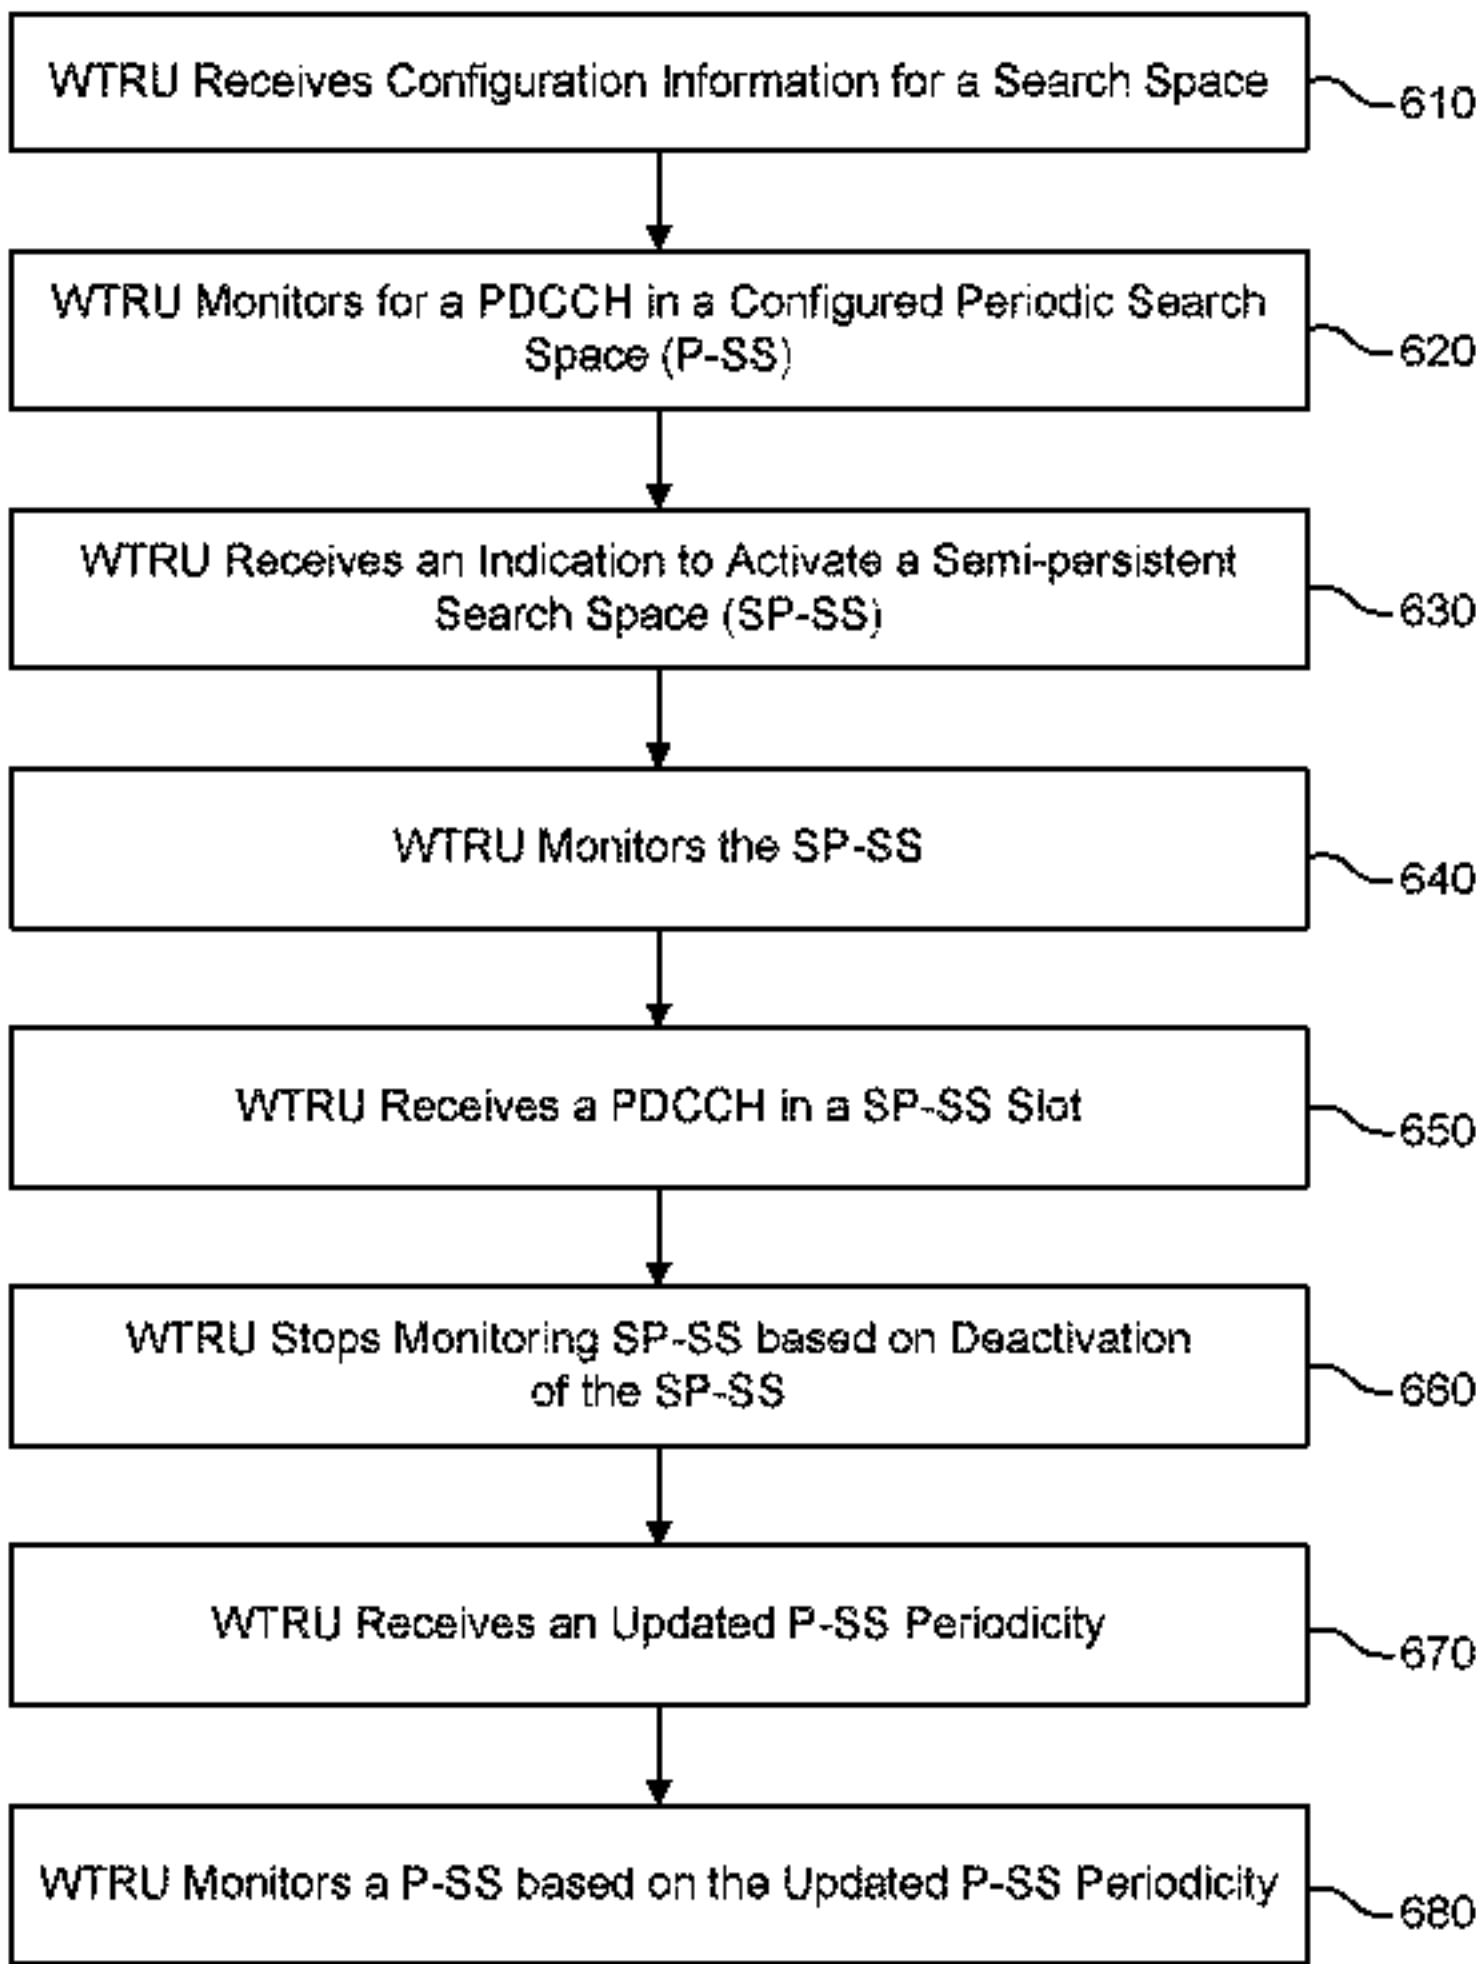 WTRU Receives Configuration Information for a Search Space
610
WTRU Monitors for a PDCCH in a Configured Periodic Search
Space (P-SS)
620
WTRU Receives an Indication to Activate a Semi-persistent
Search Space (SP-SS)
630
WTRU Monitors the SP-SS
640
WTRU Receives a PDCCH in a SP-SS Slot
650
WTRU Stops Monitoring SP-SS based on Deactivation
of the SP-SS
660
WTRU Receives an Updated P-SS Periodicity
670
WTRU Monitors a P-SS based on the Updated P-SS Periodicity
680